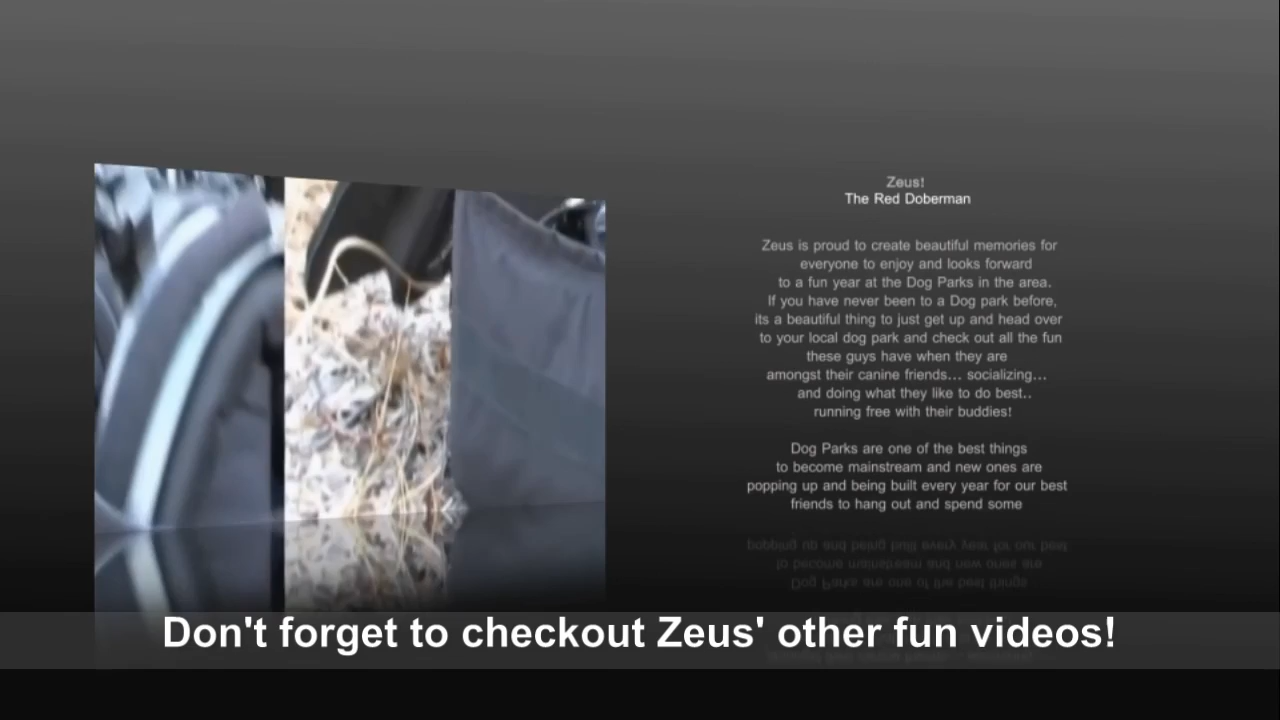 Zeus!
The Red Doberman
Zeus is proud to create beautiful memories for
everyone to enjoy and looks forward
to a fun year at the Dog Parks in the area.
If you have never been to a Dog park before,
its a beautiful thing to just get up and head over
to your local dog park and check out all the fun
these guys have when they are
amongst their canine friends... socializing...
and doing what they like to do best..
running free with their buddies!
Dog Parks are one of the best things
to become mainstream and new ones are
popping up and being built every year for our best
friends to hang out and spend some
Don't forget to checkout Zeus' other fun videos!